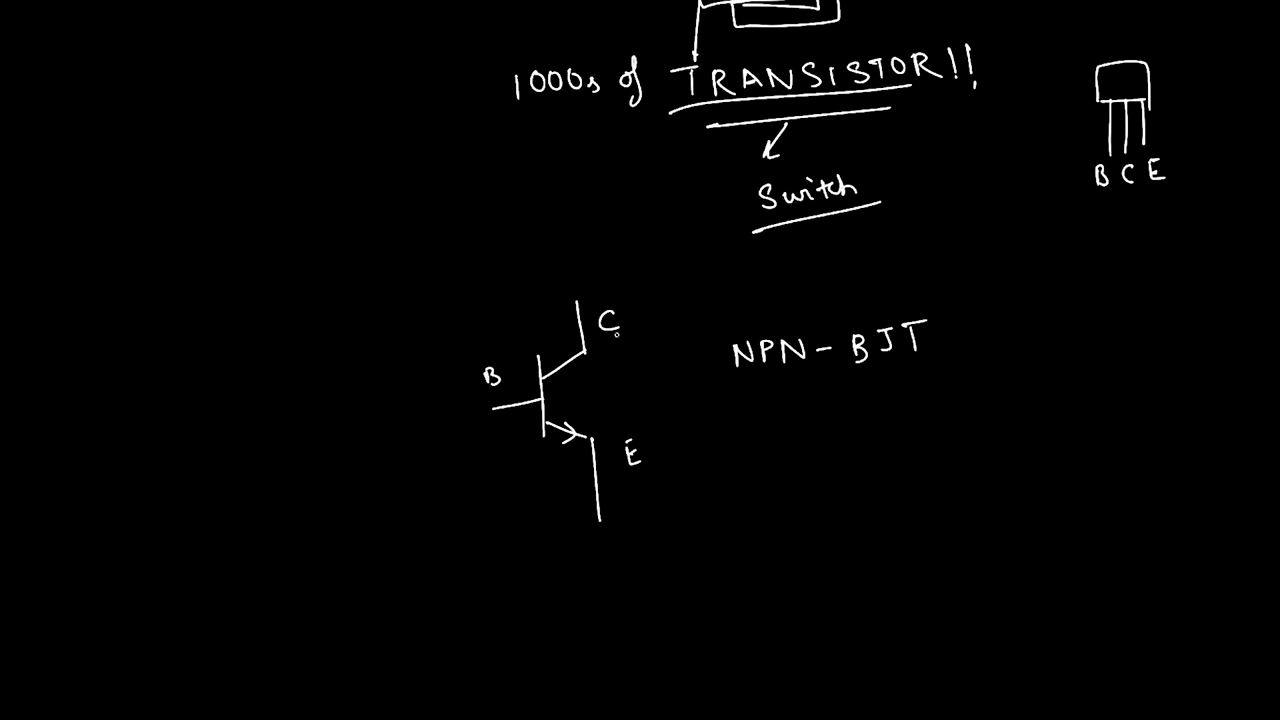 1000s of TRANSISTOR!!
B C E
Switch
C
NPN-BJT
B
E